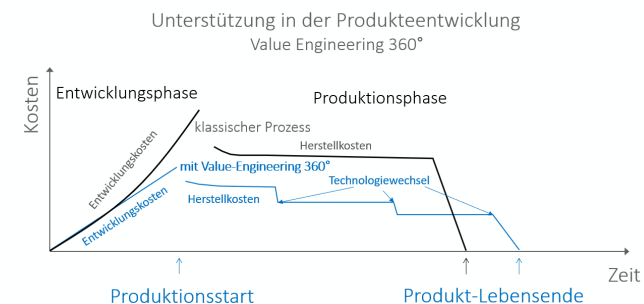 Unterstützung in der Produkteentwicklung
Value Engineering 360°
Kosten
Entwicklungsphase
Produktionsphase
klassischer Prozess
Entwicklungskosten
Herstellkosten
mit Value-Engineering 360°
Entwicklungskosten
Herstellkosten
Technologiewechsel
Zeit
Produktionsstart
Produkt-Lebensende